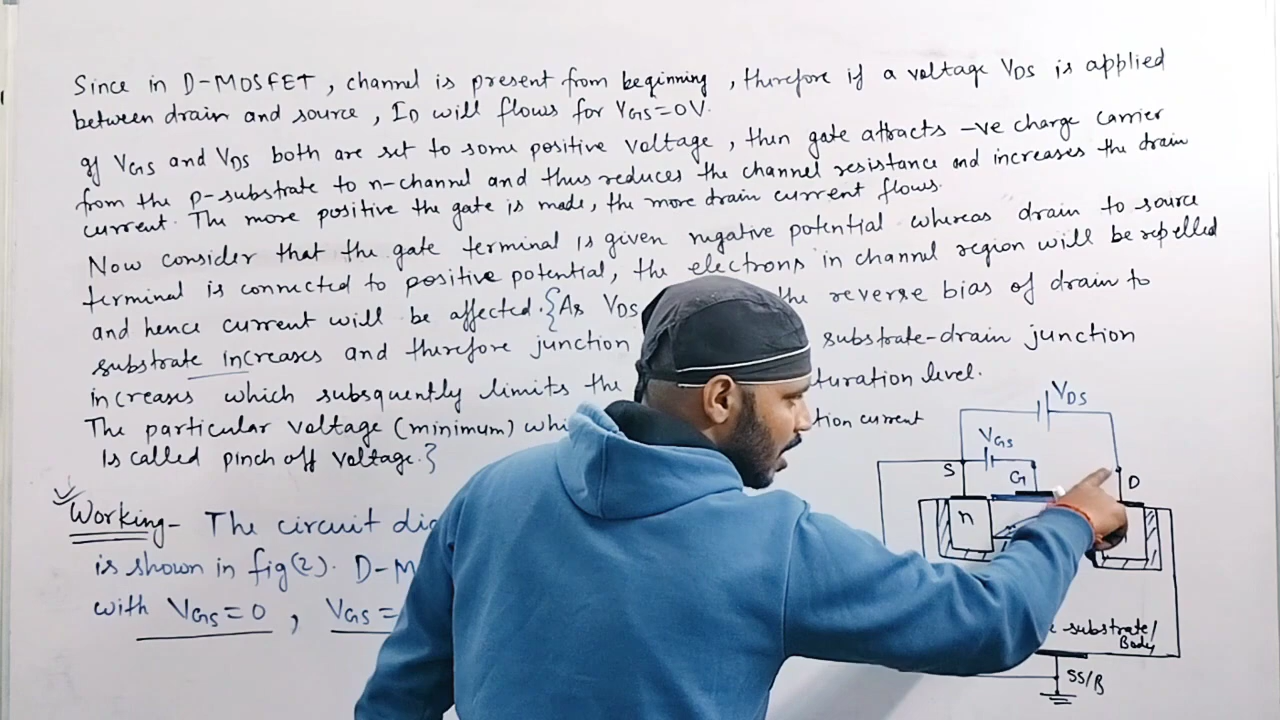 Since in D-MOSFET, channel is present from beginning, therefore if a voltage VDS is applied
between drain and source, ID will flows for VGS=0V.
If VGS and VDS both are set to some positive voltage, then gate attracts -ve charge carrier
from the p-substrate to n-channel and thus reduces the channel resistance and increases the drain
current. The more positive the gate is made, the more drain current flows.
Now consider that the gate terminal is given negative potential whereas drain to source
terminal is connected to positive potential, the electrons in channel region will be repelled
and hence current will be affected. {As VDS the reverse bias of drain to
substrate increases and therefore junction substrate-drain junction
increases which subsquently limits the level.
The particular voltage (minimum) current
is called pinch off voltage.}
Working- The circuit
is shown in fig(2).
with VGS=0, VGS=
VDS
VGS
S
G
D
n
substrate/
Body
SS/B